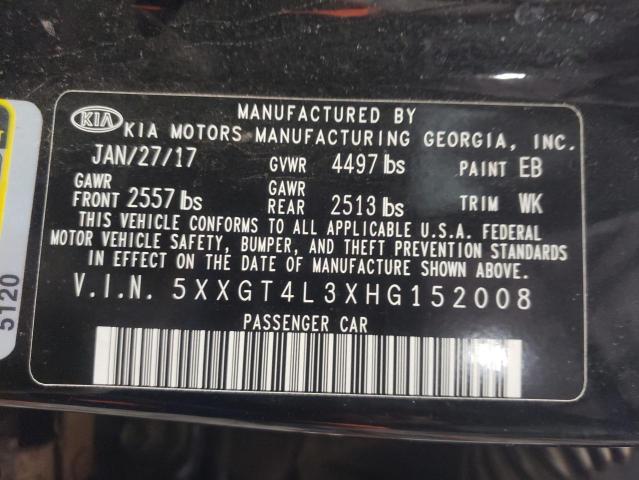 MANUFACTURED BY
KIA KIA MOTORS MANUFACTURING GEORGIA, INC.
JAN/27/17 GVWR 4497 lbs PAINT EB
GAWR FRONT 2557 lbs GAWR REAR 2513 lbs TRIM WK
THIS VEHICLE CONFORMS TO ALL APPLICABLE U.S.A. FEDERAL
MOTOR VEHICLE SAFETY, BUMPER, AND THEFT PREVENTION STANDARDS
IN EFFECT ON THE DATE OF MANUFACTURE SHOWN ABOVE.
V.I.N. 5XXGT4L3XHG152008
PASSENGER CAR
5120